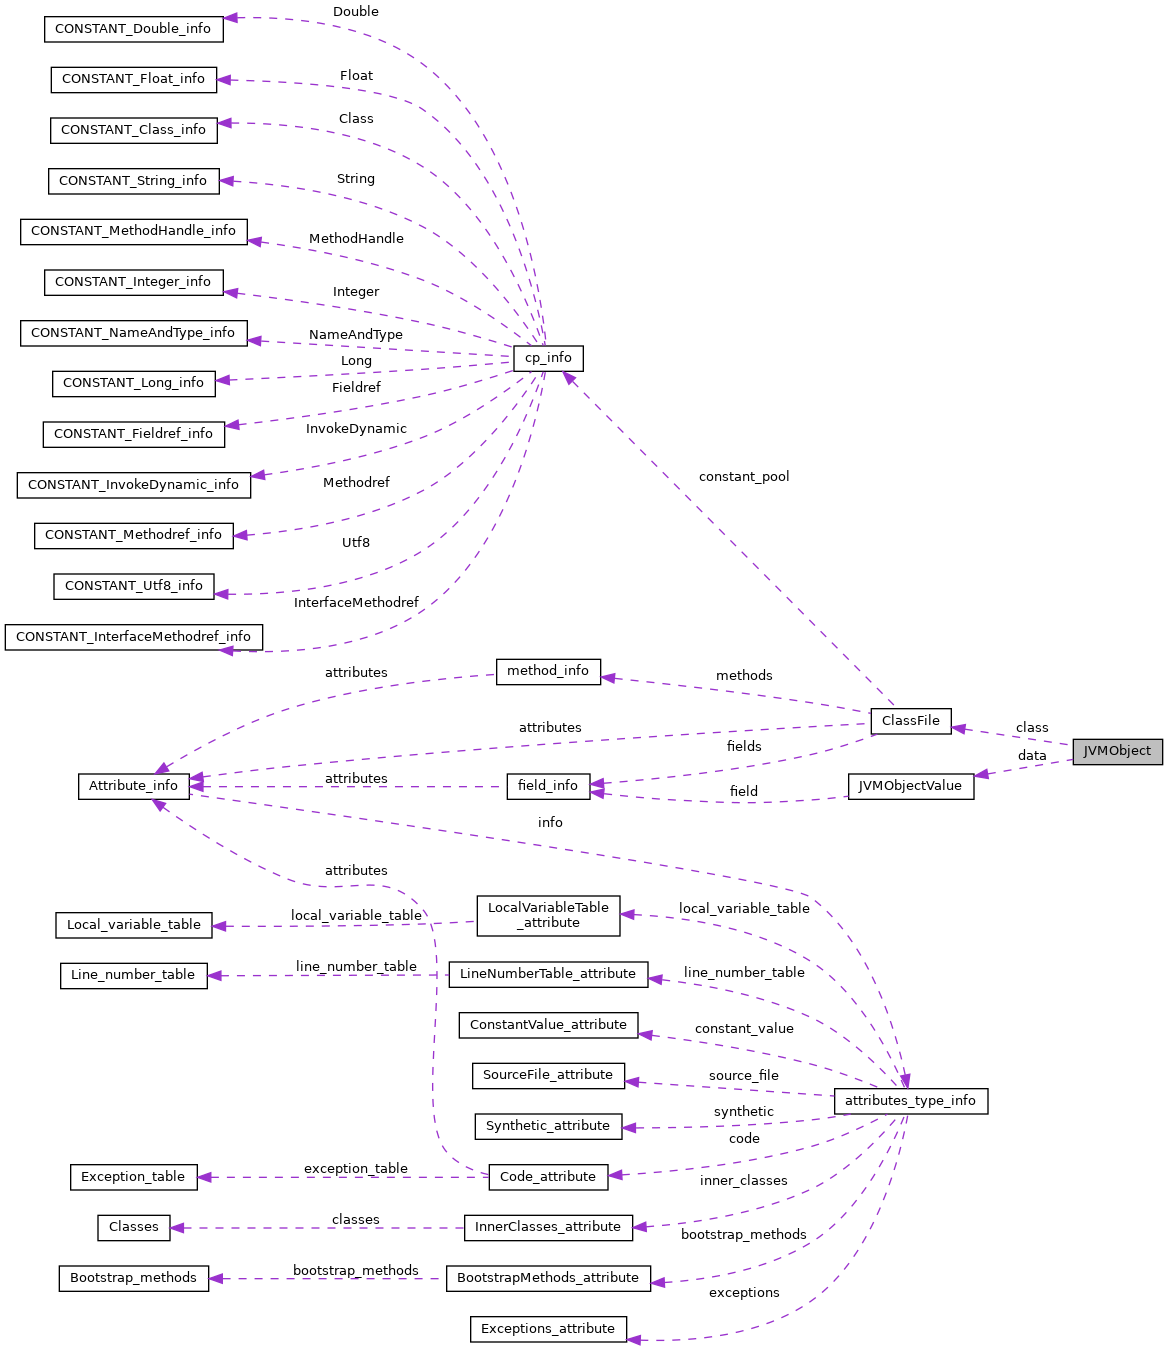 Double
CONSTANT_Double_info
Float
CONSTANT_Float_info
Class
CONSTANT_Class_info
String
CONSTANT_String_info
MethodHandle
CONSTANT_MethodHandle_info
Integer
CONSTANT_Integer_info
NameAndType
CONSTANT_NameAndType_info
cp_info
Long
CONSTANT_Long_info
Fieldref
CONSTANT_Fieldref_info
InvokeDynamic
constant_pool
CONSTANT_InvokeDynamic_info
Methodref
CONSTANT_Methodref_info
Utf8
CONSTANT_Utf8_info
InterfaceMethodref
CONSTANT_InterfaceMethodref_info
attributes
method_info
methods
ClassFile
attributes
class
fields
JVMObject
data
attributes
Attribute_info
field_info
field
JVMObjectValue
info
attributes
LocalVariableTable
_attribute
local_variable_table
local_variable_table
Local_variable_table
line_number_table
LineNumberTable_attribute
line_number_table
Line_number_table
ConstantValue_attribute
constant_value
SourceFile_attribute
source_file
attributes_type_info
synthetic
Synthetic_attribute
code
exception_table
Exception_table
Code_attribute
inner_classes
classes
Classes
InnerClasses_attribute
bootstrap_methods
bootstrap_methods
Bootstrap_methods
BootstrapMethods_attribute
exceptions
Exceptions_attribute